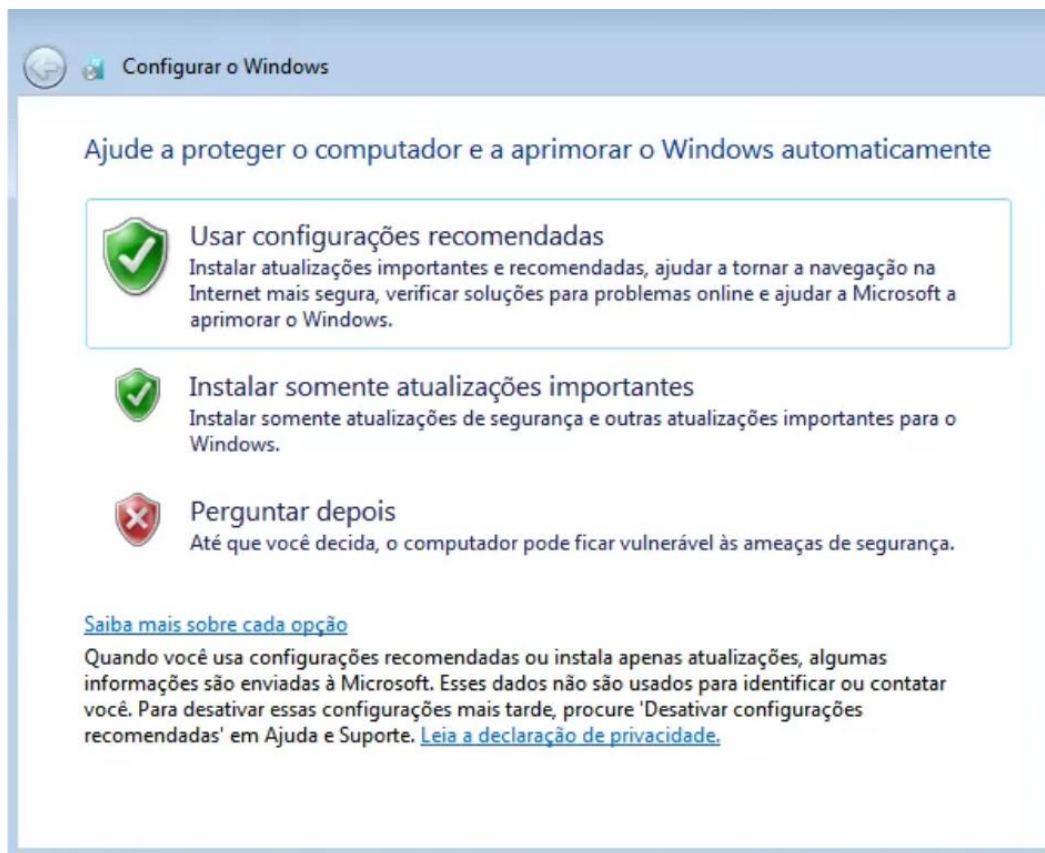 Configurar o Windows
Ajude a proteger o computador e a aprimorar o Windows automaticamente
Usar configurações recomendadas
Instalar atualizações importantes e recomendadas, ajudar a tornar a navegação na
Internet mais segura, verificar soluções para problemas online e ajudar a Microsoft a
aprimorar o Windows.
Instalar somente atualizações importantes
Instalar somente atualizações de segurança e outras atualizações importantes para o
Windows.
Perguntar depois
Até que você decida, o computador pode ficar vulnerável às ameaças de segurança.
Saiba mais sobre cada opção
Quando você usa configurações recomendadas ou instala apenas atualizações, algumas
informações são enviadas à Microsoft. Esses dados não são usados para identificar ou contatar
você. Para desativar essas configurações mais tarde, procure 'Desativar configurações
recomendadas' em Ajuda e Suporte. Leia a declaração de privacidade.